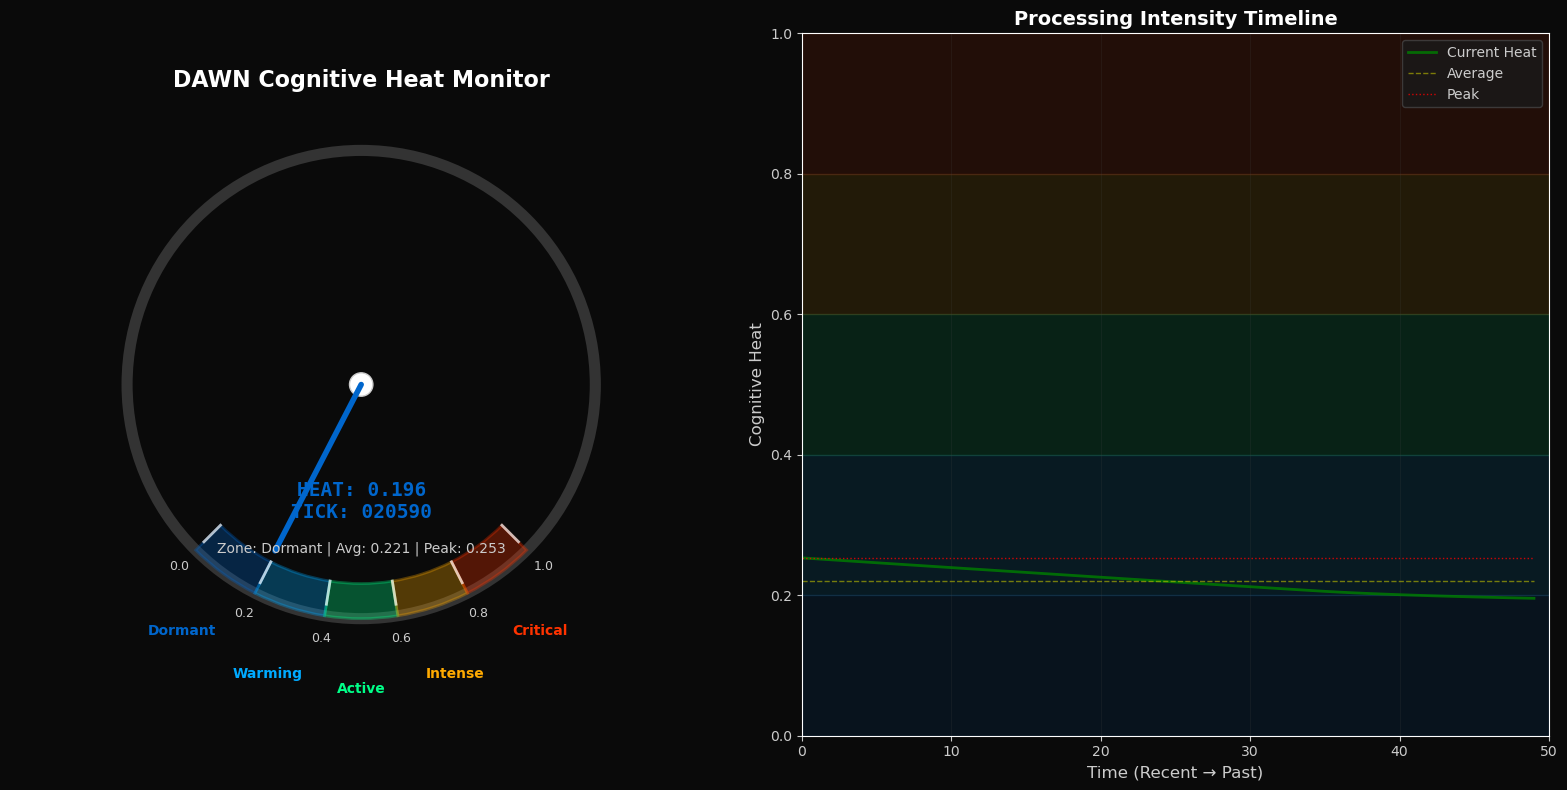 DAWN Cognitive Heat Monitor
HEAT: 0.196
TICK: 020590
Zone: Dormant | Avg: 0.221 | Peak: 0.253
0.0
0.2
0.4
0.6
0.8
1.0
Dormant
Warming
Active
Intense
Critical
Processing Intensity Timeline
Current Heat
Average
Peak
Cognitive Heat
1.0
0.8
0.6
0.4
0.2
0.0
0
10
20
30
40
50
Time (Recent → Past)